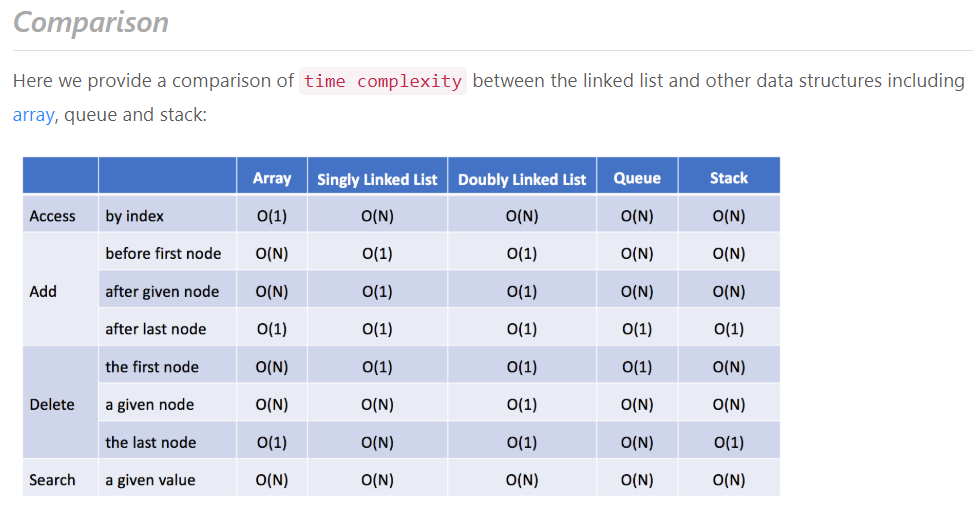 Comparison
Here we provide a comparison of time complexity between the linked list and other data structures including
array, queue and stack:
Array Singly Linked List Doubly Linked List Queue Stack
Access by index O(1) O(N) O(N) O(N) O(N)
before first node O(N) O(1) O(1) O(N) O(N)
Add after given node O(N) O(1) O(1) O(N) O(N)
after last node O(1) O(1) O(1) O(1) O(1)
the first node O(N) O(1) O(1) O(1) O(N)
Delete a given node O(N) O(N) O(1) O(N) O(N)
the last node O(1) O(N) O(1) O(N) O(1)
Search a given value O(N) O(N) O(N) O(N) O(N)